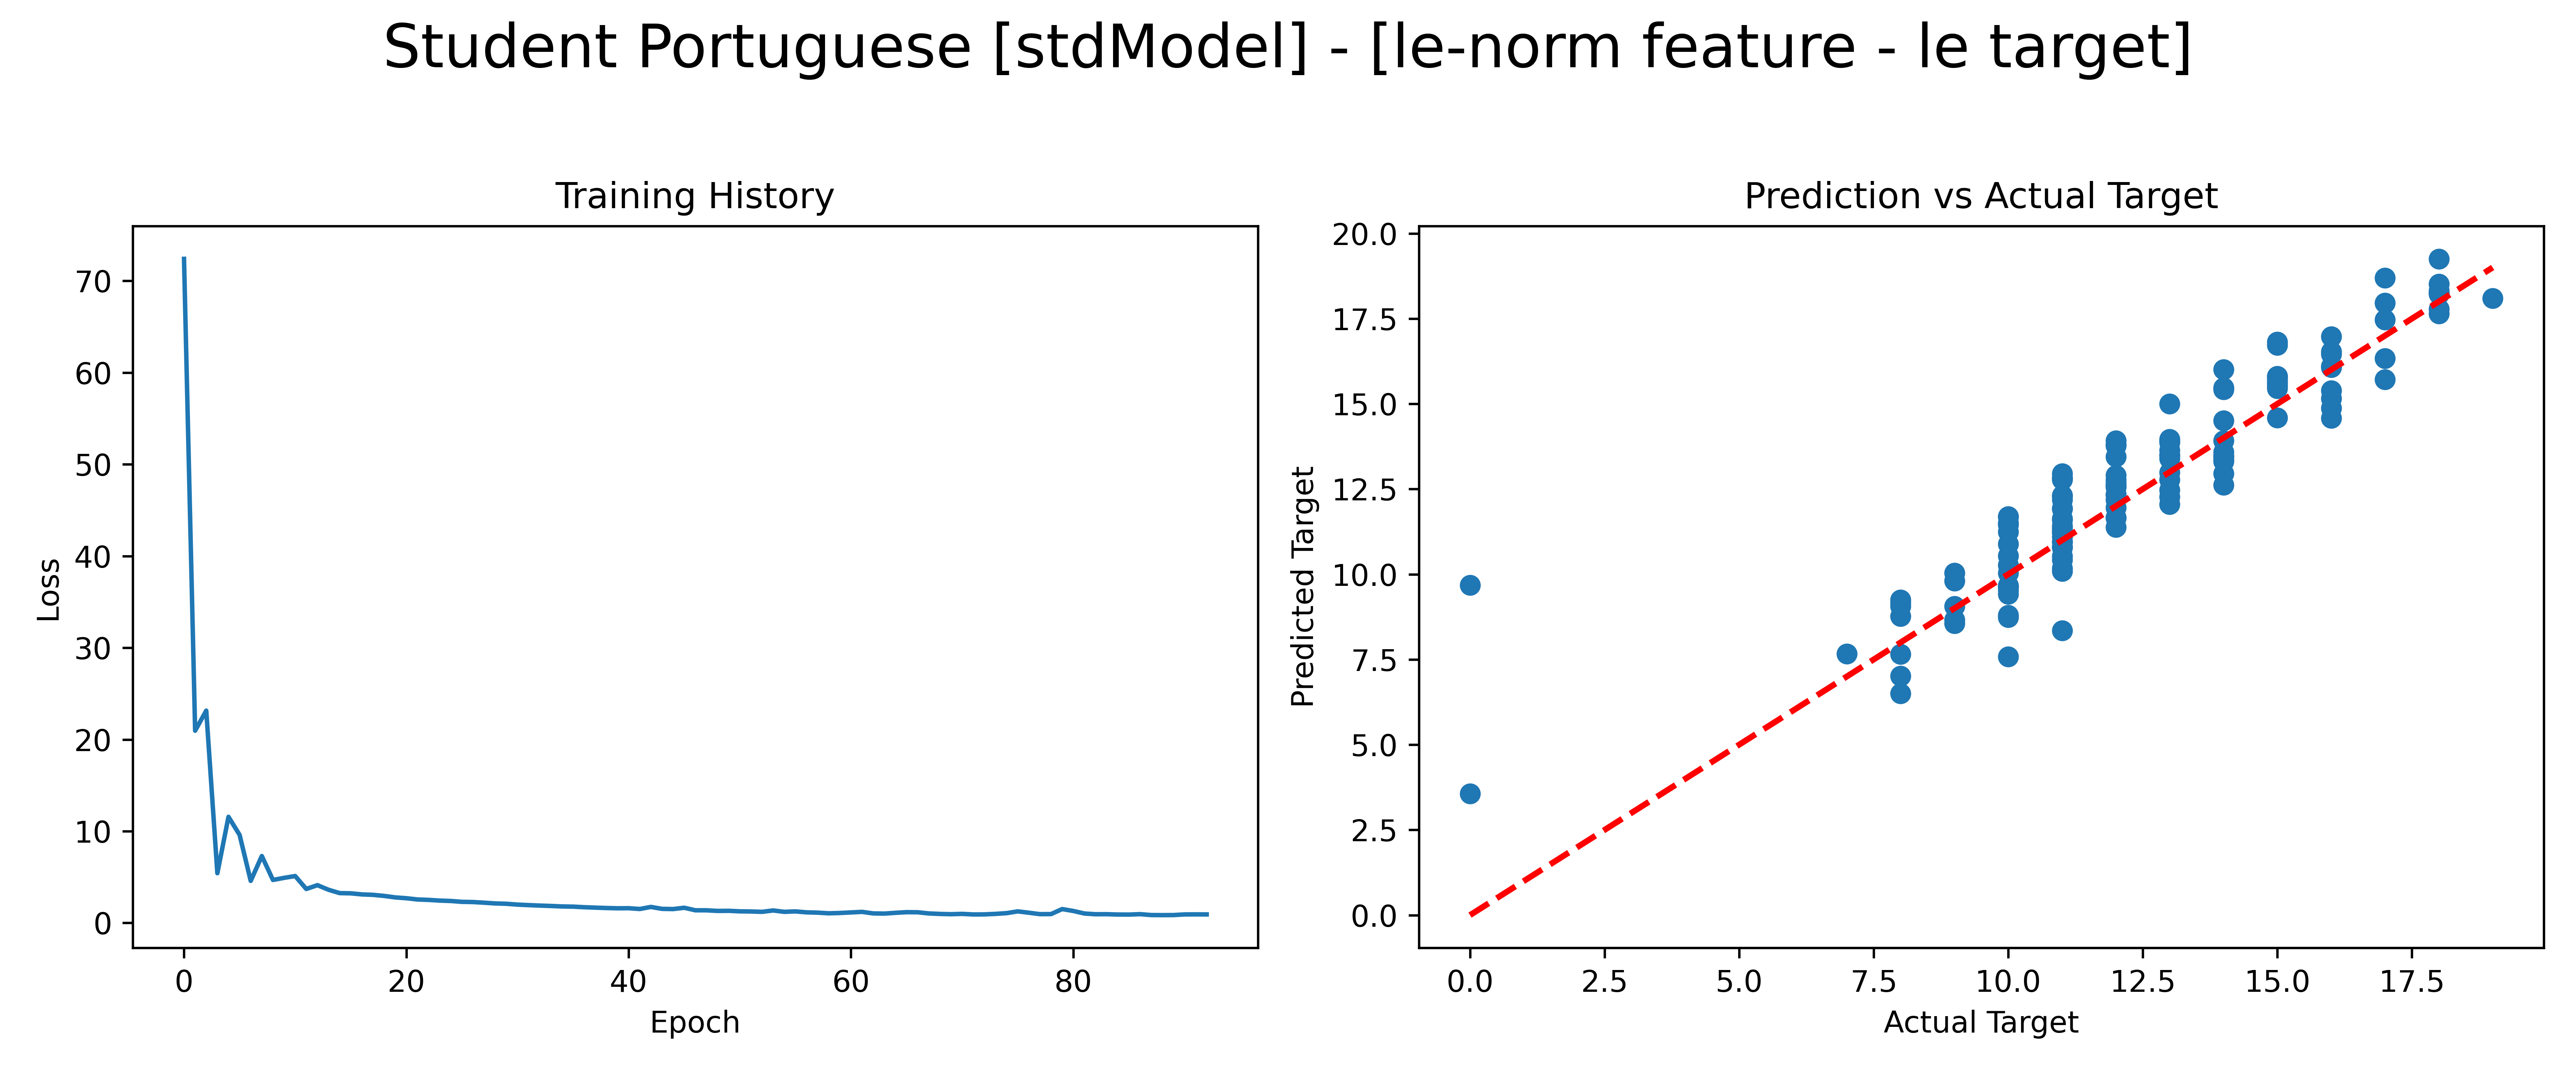 Student Portuguese [stdModel] - [le-norm feature - le target]
Training History
70
60
50
40
30
20
10
0
Loss
0 20 40 60 80
Epoch
Prediction vs Actual Target
20.0
17.5
15.0
12.5
10.0
7.5
5.0
2.5
0.0
Predicted Target
0.0 2.5 5.0 7.5 10.0 12.5 15.0 17.5
Actual Target